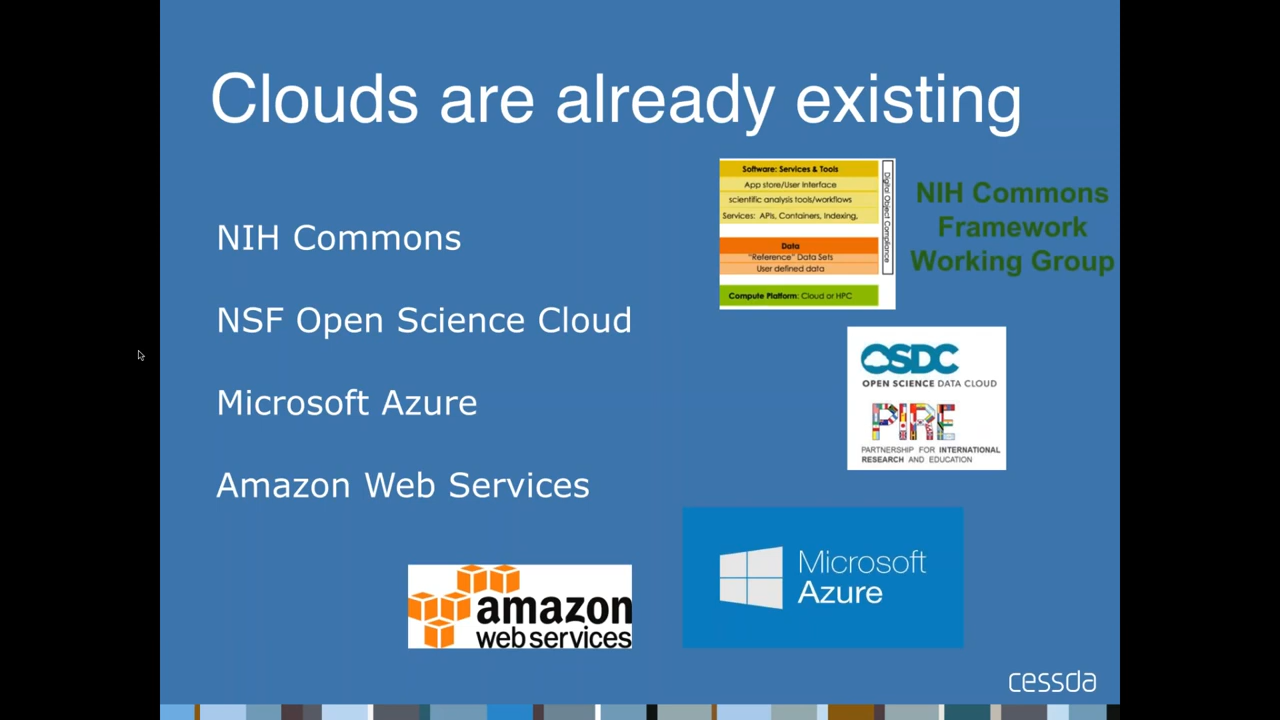 Clouds are already existing
NIH Commons
NSF Open Science Cloud
Microsoft Azure
Amazon Web Services
Software: Services & Tools
App store/User Interface
scientific analysis tools/workflows
Services: APIs, Containers, Indexing,
Data
"Reference" Data Sets
User defined data
Compute Platform: Cloud or HPC
Digital Object Compliance
NIH Commons
Framework
Working Group
OSDC
OPEN SCIENCE DATA CLOUD
PIRE
PARTNERSHIP FOR INTERNATIONAL
RESEARCH AND EDUCATION
Microsoft
Azure
amazon
web services
cessda